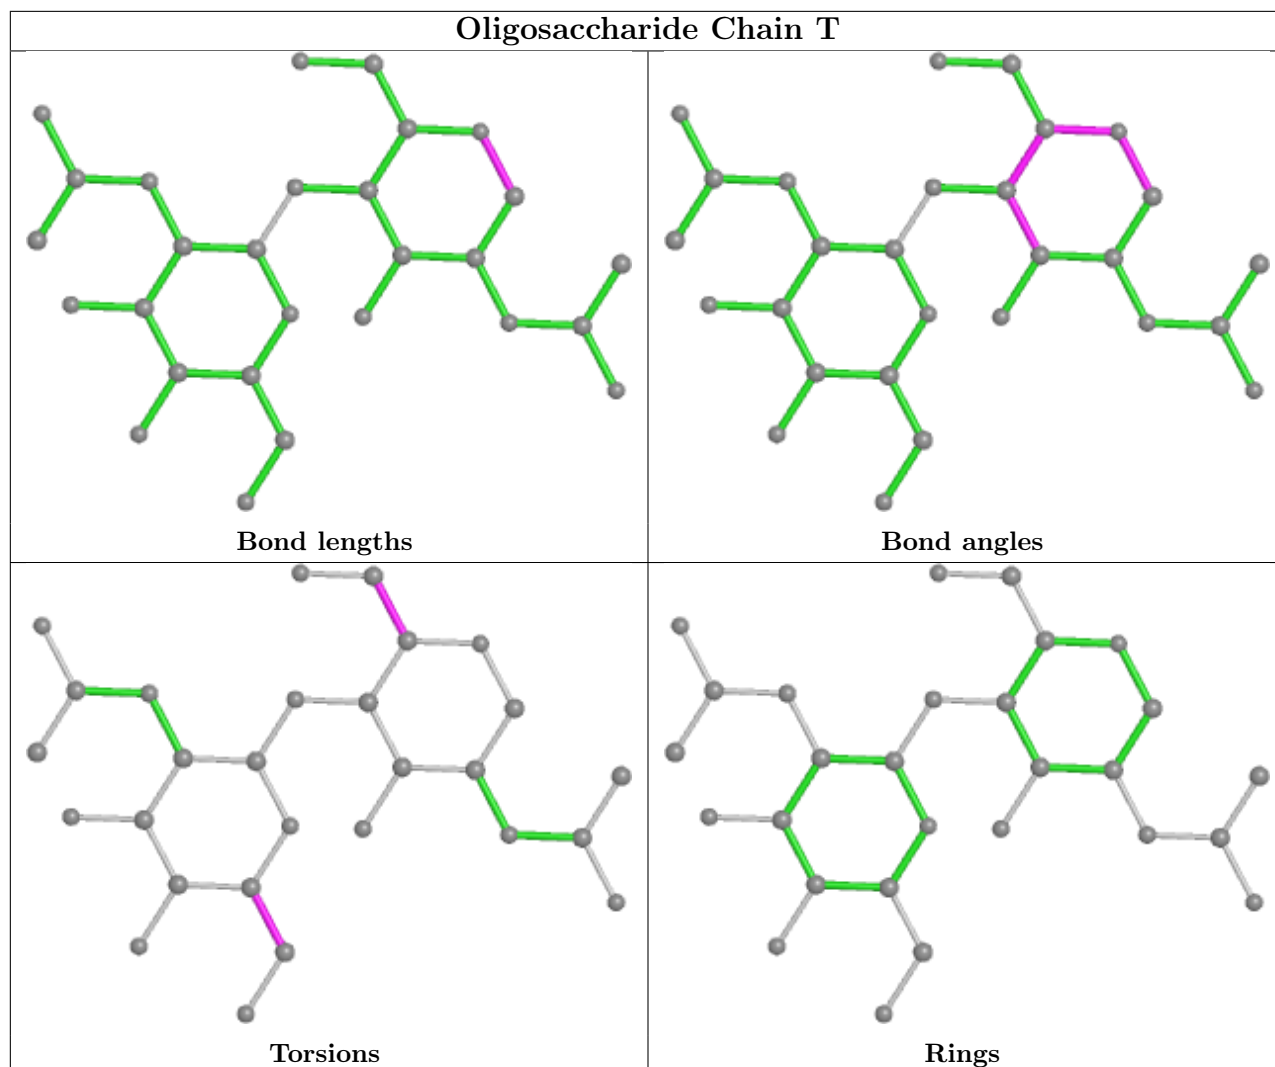 Oligosaccharide Chain T
Bond lengths
Bond angles
Torsions
Rings